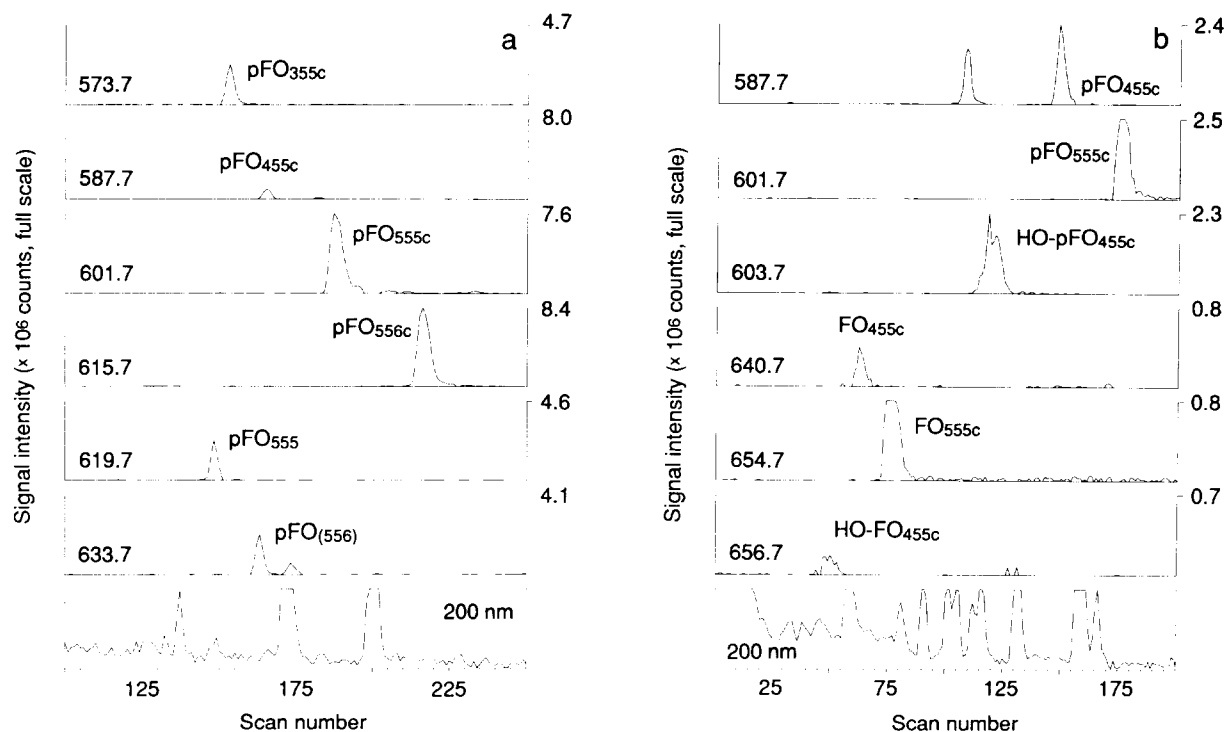 a
4.7
573.7
pFO355c
8.0
587.7
pFO455c
7.6
601.7
pFO555c
8.4
615.7
pFO556c
4.6
619.7
pFO555
4.1
633.7
pFO(556)
200 nm
125 175 225
Scan number
Signal intensity (× 10⁶ counts, full scale)
b
2.4
587.7
pFO455c
2.5
601.7
pFO555c
2.3
603.7
HO-pFO455c
0.8
640.7
FO455c
0.8
654.7
FO555c
0.7
656.7
HO-FO455c
200 nm
25 75 125 175
Scan number
Signal intensity (× 10⁶ counts, full scale)